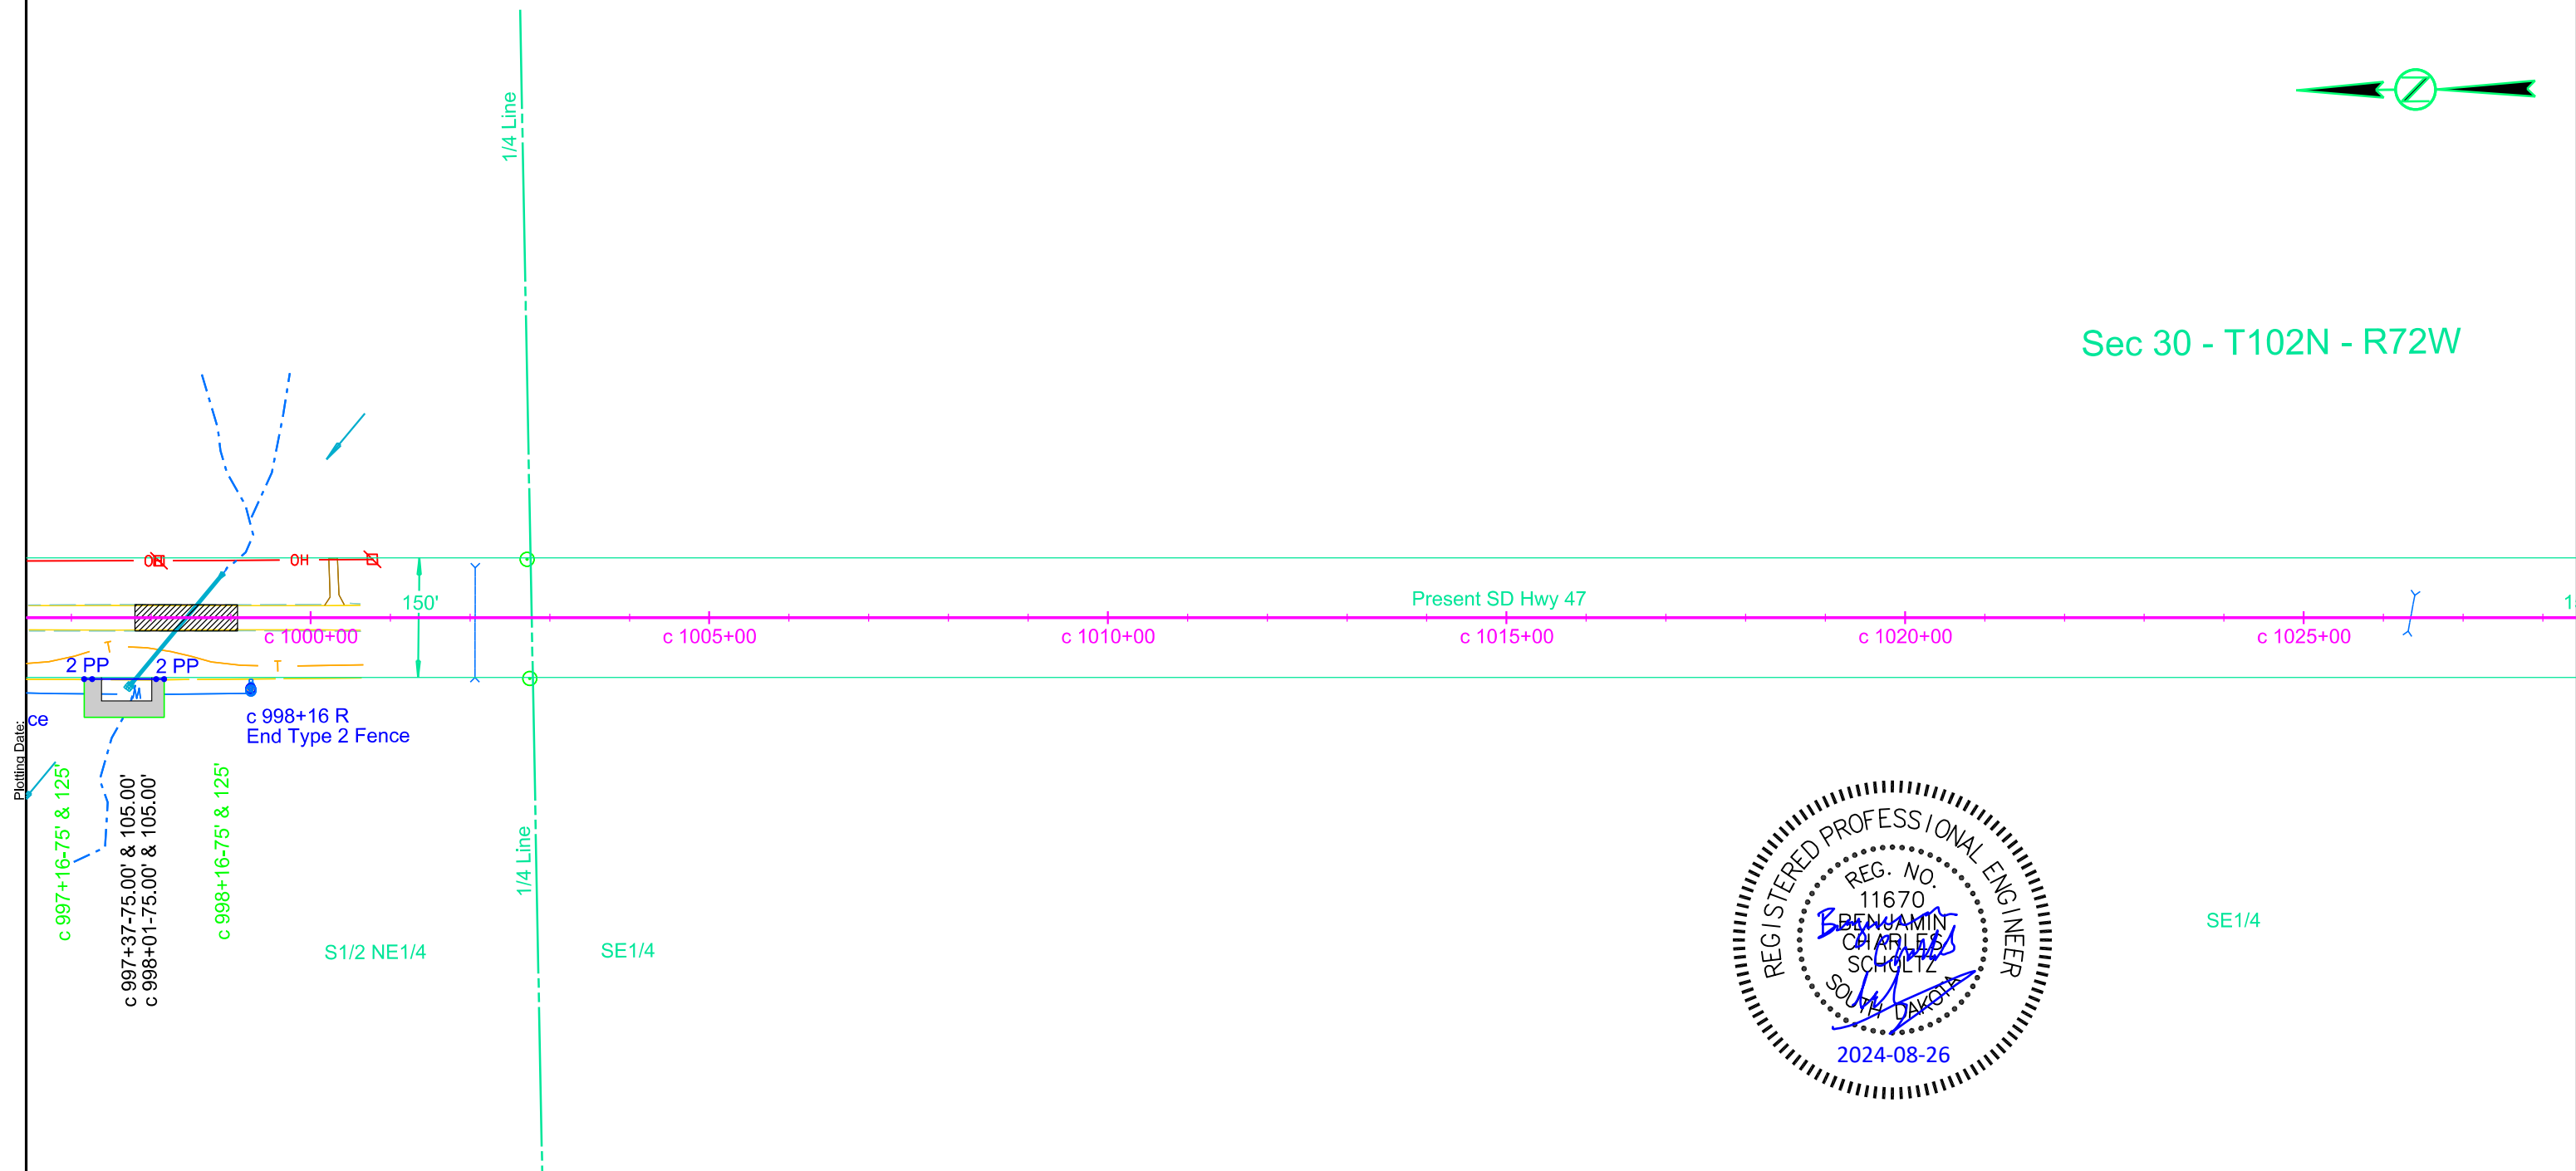 1/4 Line
Z
Sec 30 - T102N - R72W
OH
OH
150'
Present SD Hwy 47
c 1000+00
c 1005+00
c 1010+00
c 1015+00
c 1020+00
c 1025+00
T
T
2 PP
2 PP
W
ce
c 998+16 R
End Type 2 Fence
Plotting Date:
c 997+16-75' & 125'
c 997+37-75.00' & 105.00'
c 998+01-75.00' & 105.00'
c 998+16-75' & 125'
1/4 Line
S1/2 NE1/4
SE1/4
SE1/4
REGISTERED PROFESSIONAL ENGINEER
REG. NO.
11670
BENJAMIN
CHARLES
SCHOLTZ
SOUTH DAKOTA
2024-08-26